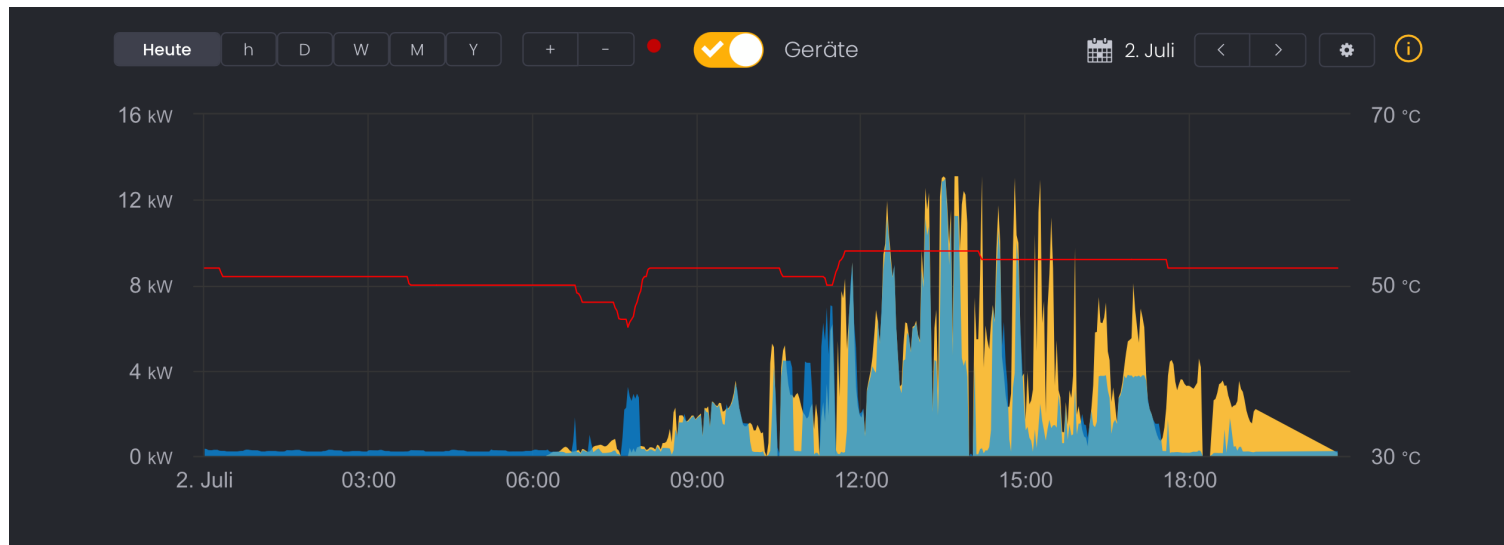 Heute h D W M Y + - Geräte 2. Juli < > i
16 kW 70 °C
12 kW
8 kW 50 °C
4 kW
0 kW 30 °C
2. Juli 03:00 06:00 09:00 12:00 15:00 18:00